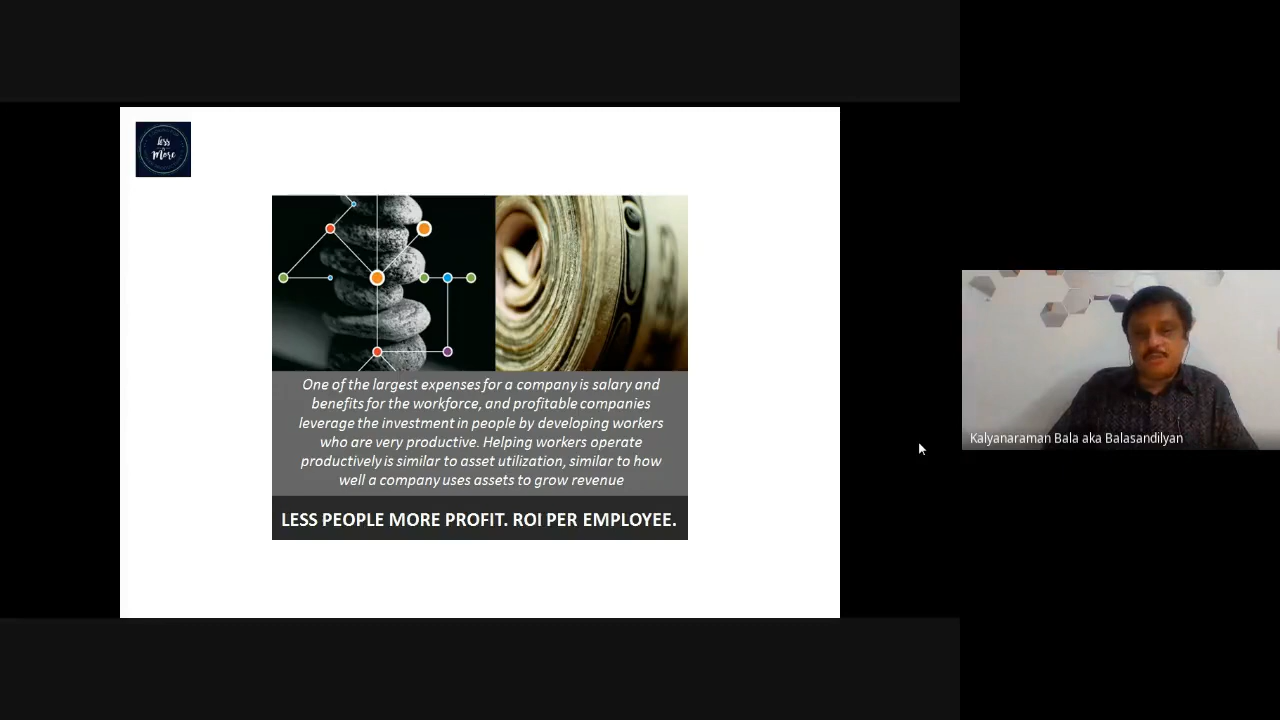 less
More
One of the largest expenses for a company is salary and
benefits for the workforce, and profitable companies
leverage the investment in people by developing workers
who are very productive. Helping workers operate
productively is similar to asset utilization, similar to how
well a company uses assets to grow revenue
LESS PEOPLE MORE PROFIT. ROI PER EMPLOYEE.
Kalyanaraman Bala aka Balasandilyan